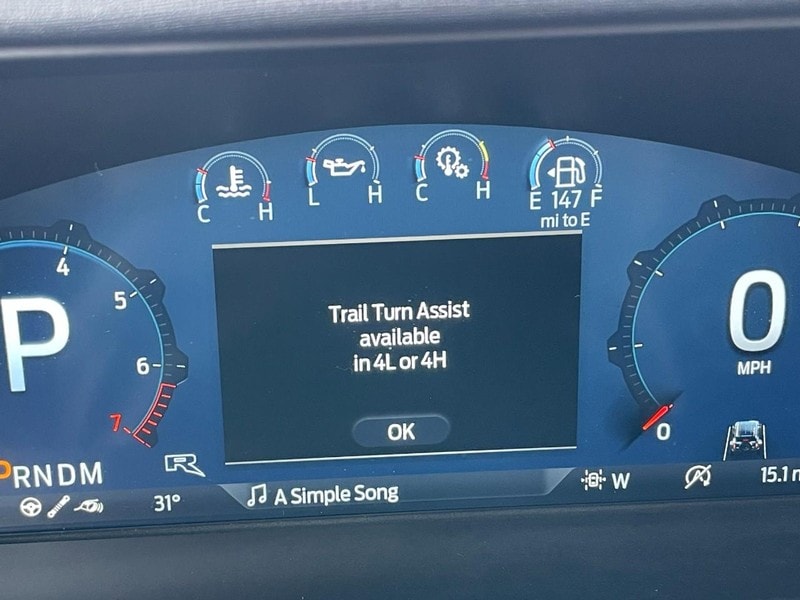 C H
L H
C H
E 147 F
mi to E
4
5
6
7
P
Trail Turn Assist
available
in 4L or 4H
OK
0
MPH
0
PRNDM
R
31°
A Simple Song
W
15.1 m